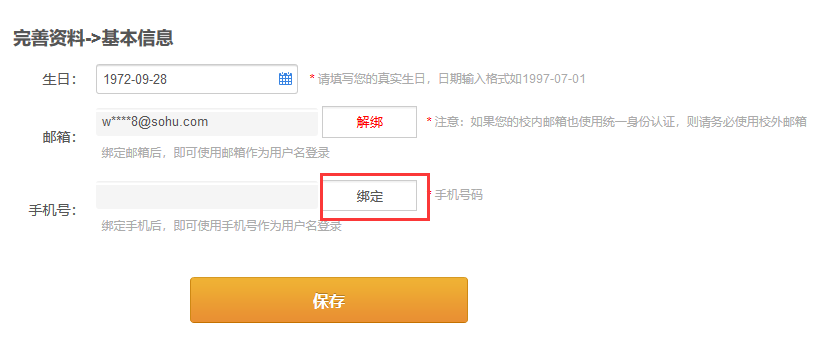 完善资料->基本信息
生日： 1972-09-28 * 请填写您的真实生日，日期输入格式如1997-07-01
邮箱： w****8@sohu.com 解绑 * 注意：如果您的校内邮箱也使用统一身份认证，则请务必使用校外邮箱
绑定邮箱后，即可使用邮箱作为用户名登录
手机号： 绑定 * 手机号码
绑定手机后，即可使用手机号作为用户名登录
保存